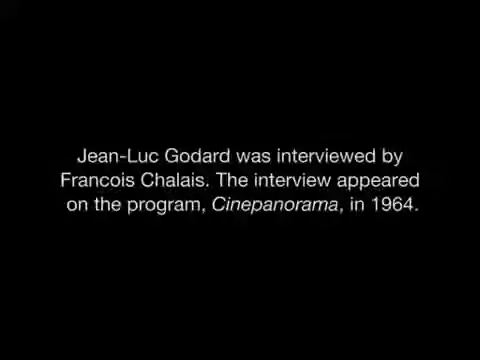 Jean-Luc Godard was interviewed by
Francois Chalais. The interview appeared
on the program, Cinepanorama, in 1964.